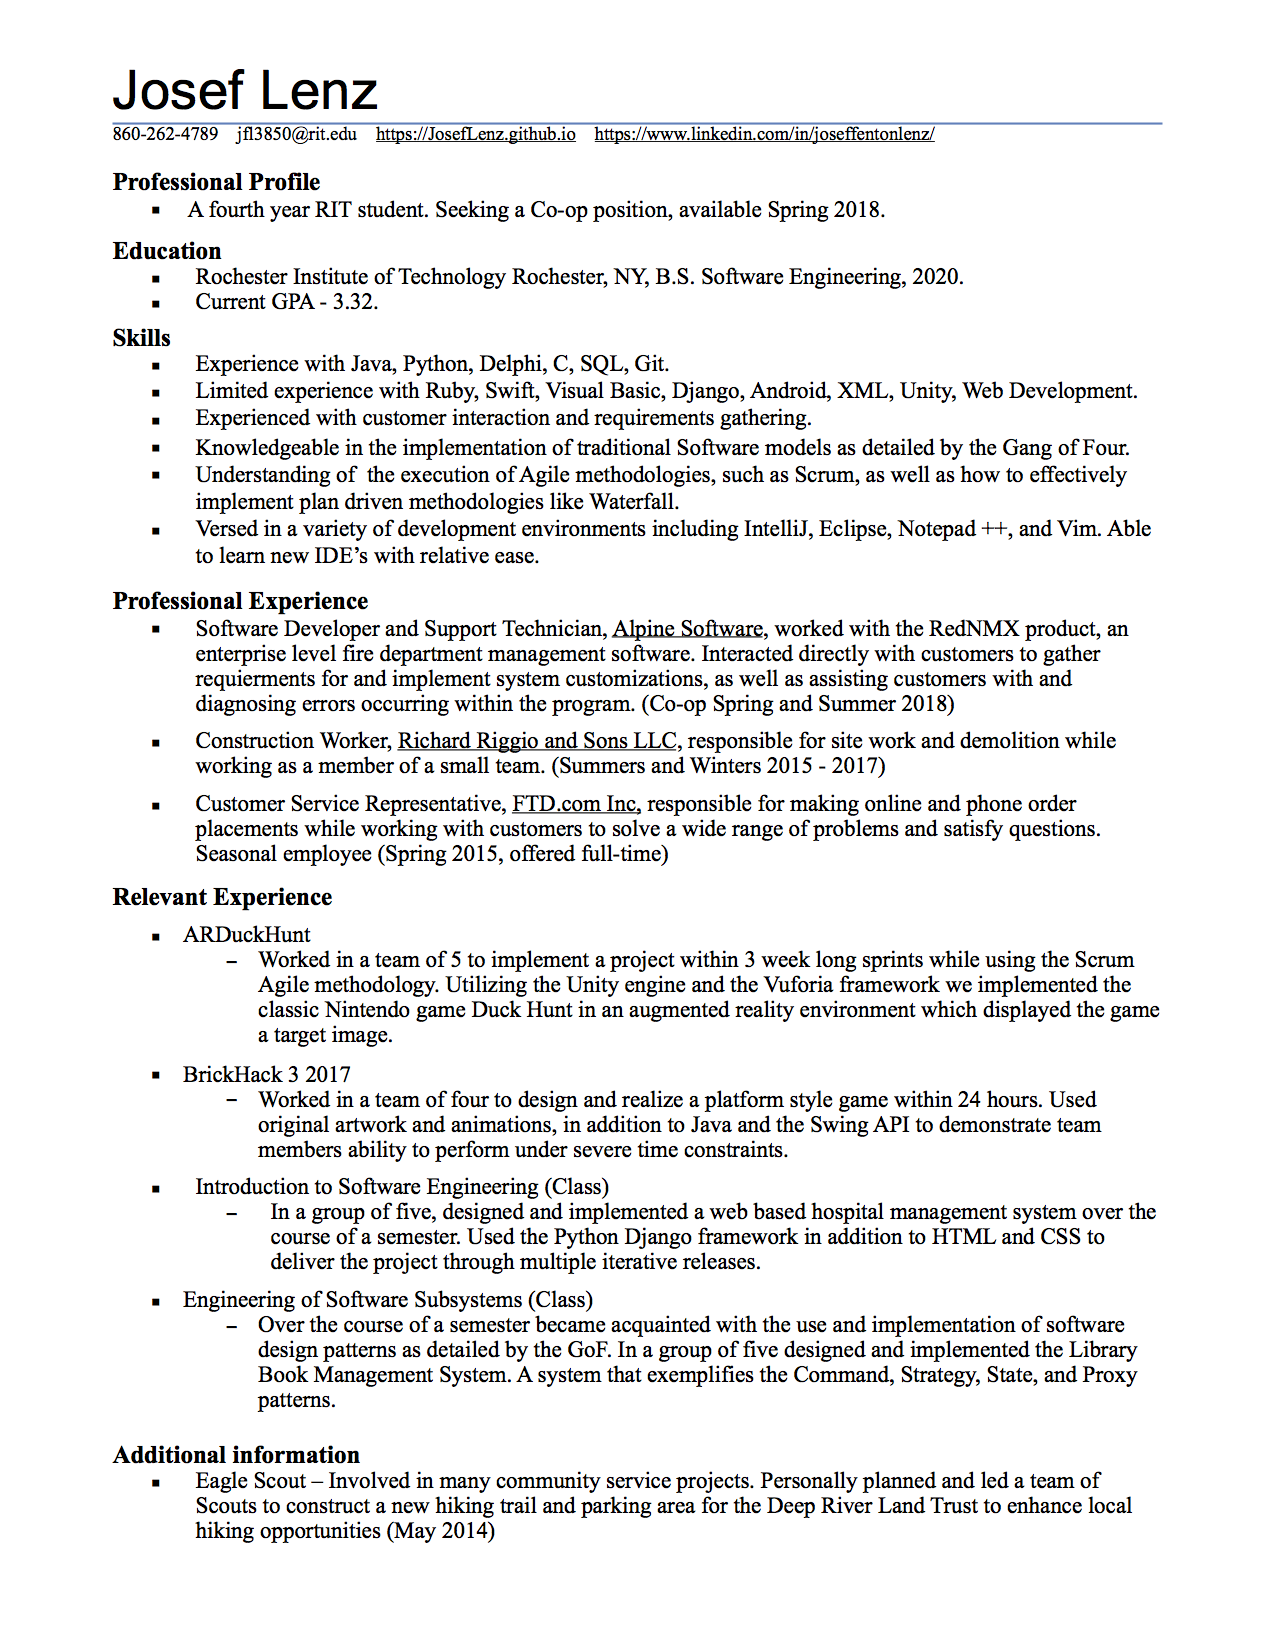 Josef Lenz
860-262-4789 jfl3850@rit.edu https://JosefLenz.github.io https://www.linkedin.com/in/joseffentonlenz/
Professional Profile
▪ A fourth year RIT student. Seeking a Co-op position, available Spring 2018.
Education
▪ Rochester Institute of Technology Rochester, NY, B.S. Software Engineering, 2020.
▪ Current GPA - 3.32.
Skills
▪ Experience with Java, Python, Delphi, C, SQL, Git.
▪ Limited experience with Ruby, Swift, Visual Basic, Django, Android, XML, Unity, Web Development.
▪ Experienced with customer interaction and requirements gathering.
▪ Knowledgeable in the implementation of traditional Software models as detailed by the Gang of Four.
▪ Understanding of the execution of Agile methodologies, such as Scrum, as well as how to effectively
implement plan driven methodologies like Waterfall.
▪ Versed in a variety of development environments including IntelliJ, Eclipse, Notepad ++, and Vim. Able
to learn new IDE’s with relative ease.
Professional Experience
▪ Software Developer and Support Technician, Alpine Software, worked with the RedNMX product, an
enterprise level fire department management software. Interacted directly with customers to gather
requierments for and implement system customizations, as well as assisting customers with and
diagnosing errors occurring within the program. (Co-op Spring and Summer 2018)
▪ Construction Worker, Richard Riggio and Sons LLC, responsible for site work and demolition while
working as a member of a small team. (Summers and Winters 2015 - 2017)
▪ Customer Service Representative, FTD.com Inc, responsible for making online and phone order
placements while working with customers to solve a wide range of problems and satisfy questions.
Seasonal employee (Spring 2015, offered full-time)
Relevant Experience
▪ ARDuckHunt
– Worked in a team of 5 to implement a project within 3 week long sprints while using the Scrum
Agile methodology. Utilizing the Unity engine and the Vuforia framework we implemented the
classic Nintendo game Duck Hunt in an augmented reality environment which displayed the game
a target image.
▪ BrickHack 3 2017
– Worked in a team of four to design and realize a platform style game within 24 hours. Used
original artwork and animations, in addition to Java and the Swing API to demonstrate team
members ability to perform under severe time constraints.
▪ Introduction to Software Engineering (Class)
– In a group of five, designed and implemented a web based hospital management system over the
course of a semester. Used the Python Django framework in addition to HTML and CSS to
deliver the project through multiple iterative releases.
▪ Engineering of Software Subsystems (Class)
– Over the course of a semester became acquainted with the use and implementation of software
design patterns as detailed by the GoF. In a group of five designed and implemented the Library
Book Management System. A system that exemplifies the Command, Strategy, State, and Proxy
patterns.
Additional information
▪ Eagle Scout – Involved in many community service projects. Personally planned and led a team of
Scouts to construct a new hiking trail and parking area for the Deep River Land Trust to enhance local
hiking opportunities (May 2014)